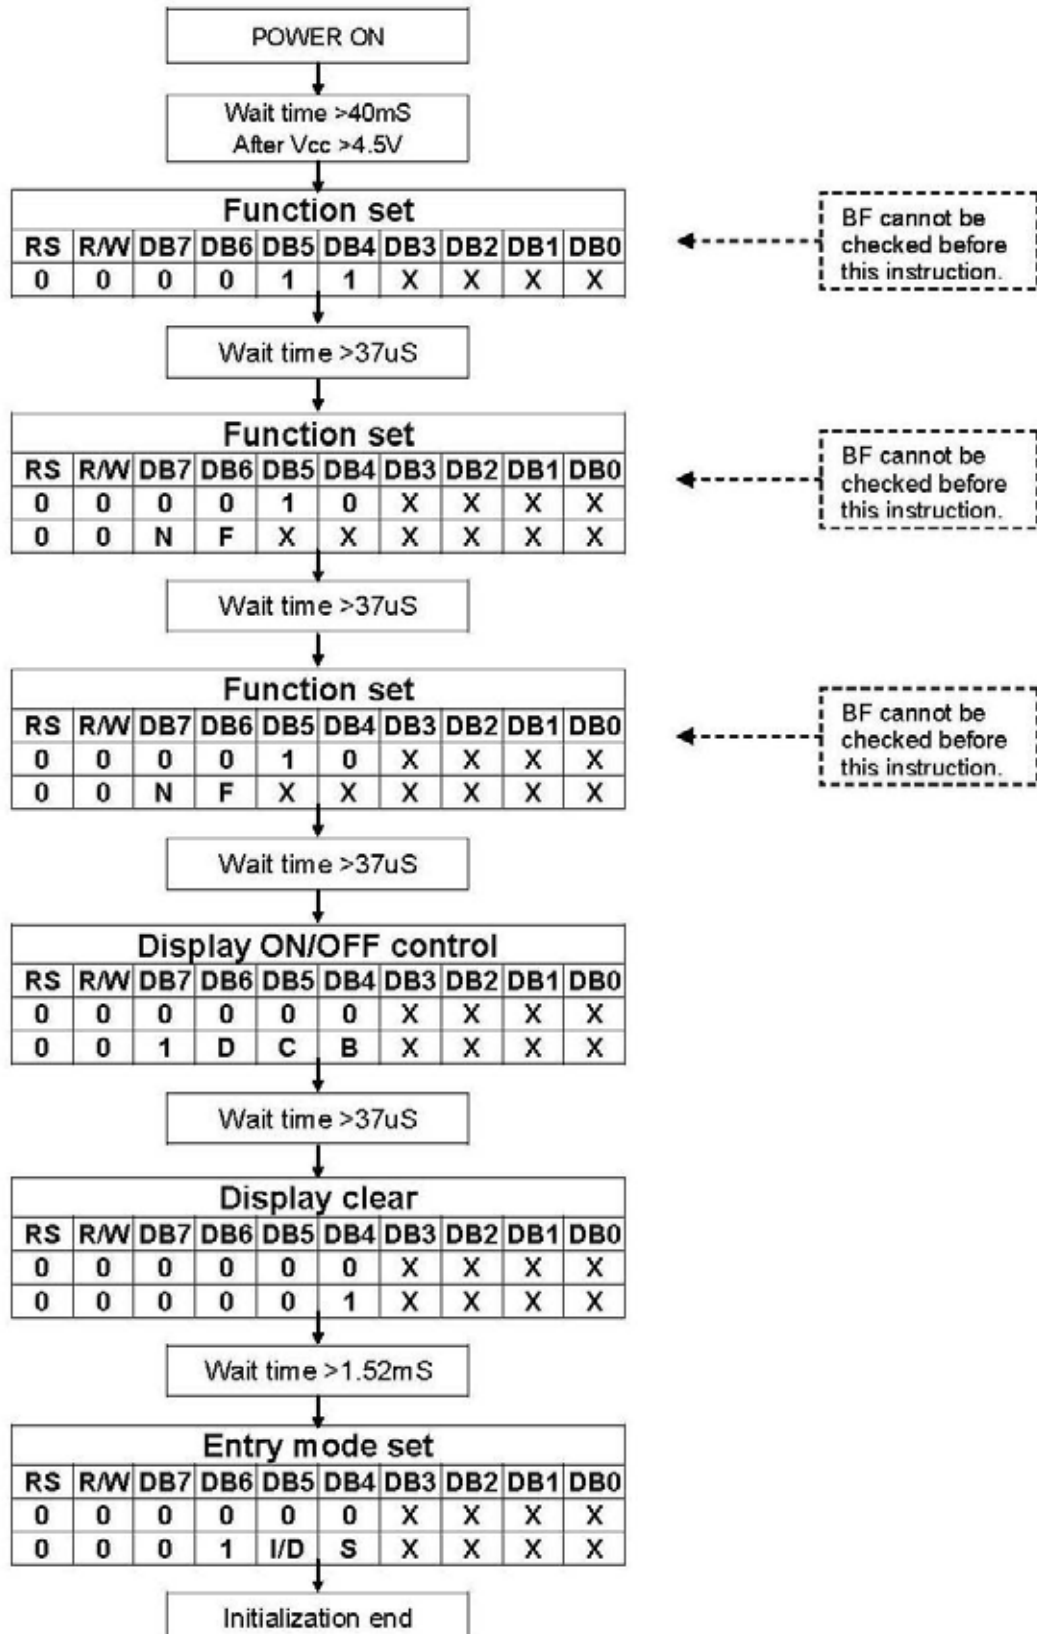 POWER ON
Wait time >40mS
After Vcc >4.5V
Function set
RS R/W DB7 DB6 DB5 DB4 DB3 DB2 DB1 DB0
0 0 0 0 1 1 X X X X
BF cannot be
checked before
this instruction.
Wait time >37uS
Function set
RS R/W DB7 DB6 DB5 DB4 DB3 DB2 DB1 DB0
0 0 0 0 1 0 X X X X
0 0 N F X X X X X X
BF cannot be
checked before
this instruction.
Wait time >37uS
Function set
RS R/W DB7 DB6 DB5 DB4 DB3 DB2 DB1 DB0
0 0 0 0 1 0 X X X X
0 0 N F X X X X X X
BF cannot be
checked before
this instruction.
Wait time >37uS
Display ON/OFF control
RS R/W DB7 DB6 DB5 DB4 DB3 DB2 DB1 DB0
0 0 0 0 0 0 X X X X
0 0 1 D C B X X X X
Wait time >37uS
Display clear
RS R/W DB7 DB6 DB5 DB4 DB3 DB2 DB1 DB0
0 0 0 0 0 0 X X X X
0 0 0 0 0 1 X X X X
Wait time >1.52mS
Entry mode set
RS R/W DB7 DB6 DB5 DB4 DB3 DB2 DB1 DB0
0 0 0 0 0 0 X X X X
0 0 0 1 I/D S X X X X
Initialization end